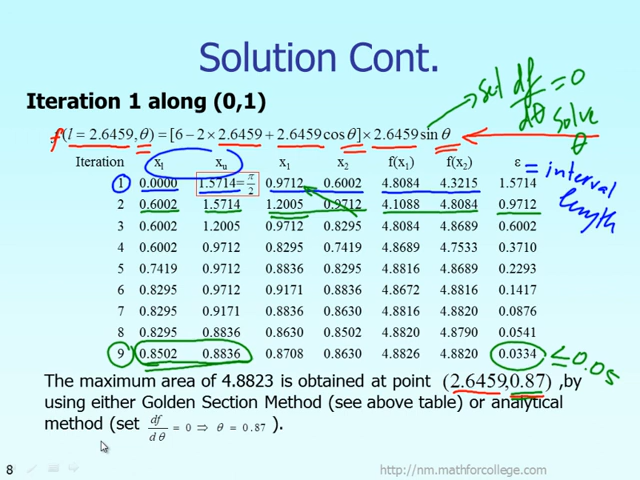 Solution Cont.
set df/dθ = 0
solve θ
Iteration 1 along (0,1)
f(l = 2.6459, θ) = [6 − 2 × 2.6459 + 2.6459 cos θ] × 2.6459 sin θ
Iteration xl xu x1 x2 f(x1) f(x2) ε = interval length
1 0.0000 1.5714=π/2 0.9712 0.6002 4.8084 4.3215 1.5714
2 0.6002 1.5714 1.2005 0.9712 4.1088 4.8084 0.9712
3 0.6002 1.2005 0.9712 0.8295 4.8084 4.8689 0.6002
4 0.6002 0.9712 0.8295 0.7419 4.8689 4.7533 0.3710
5 0.7419 0.9712 0.8836 0.8295 4.8816 4.8689 0.2293
6 0.8295 0.9712 0.9171 0.8836 4.8672 4.8816 0.1417
7 0.8295 0.9171 0.8836 0.8630 4.8816 4.8820 0.0876
8 0.8295 0.8836 0.8630 0.8502 4.8820 4.8790 0.0541
9 0.8502 0.8836 0.8708 0.8630 4.8826 4.8820 0.0334 < 0.05
The maximum area of 4.8823 is obtained at point (2.6459,0.87) ,by
using either Golden Section Method (see above table) or analytical
method (set df/dθ = 0 ⇒ θ = 0.87 ).
8 http://nm.mathforcollege.com